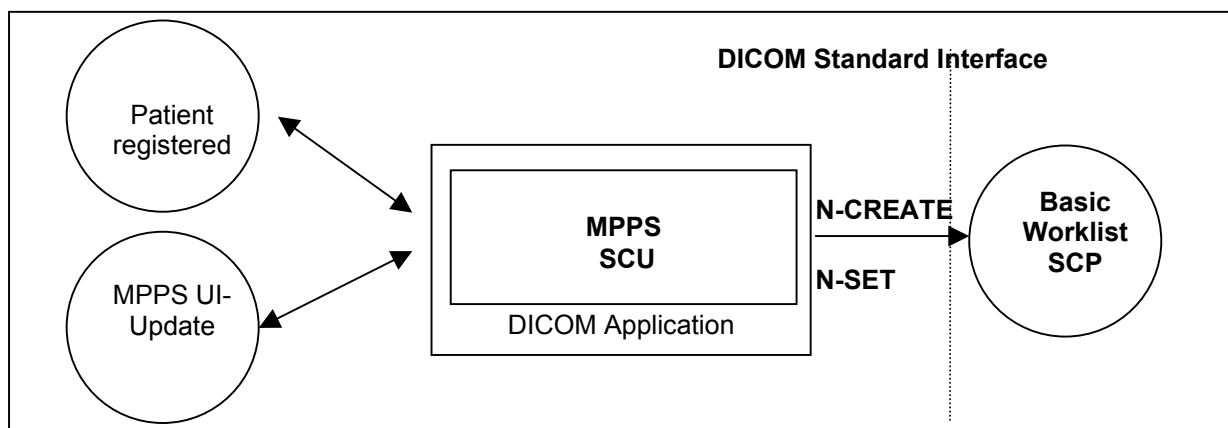 DICOM Standard Interface
Patient
registered
MPPS UI-
Update
MPPS
SCU
DICOM Application
N-CREATE
N-SET
Basic
Worklist
SCP